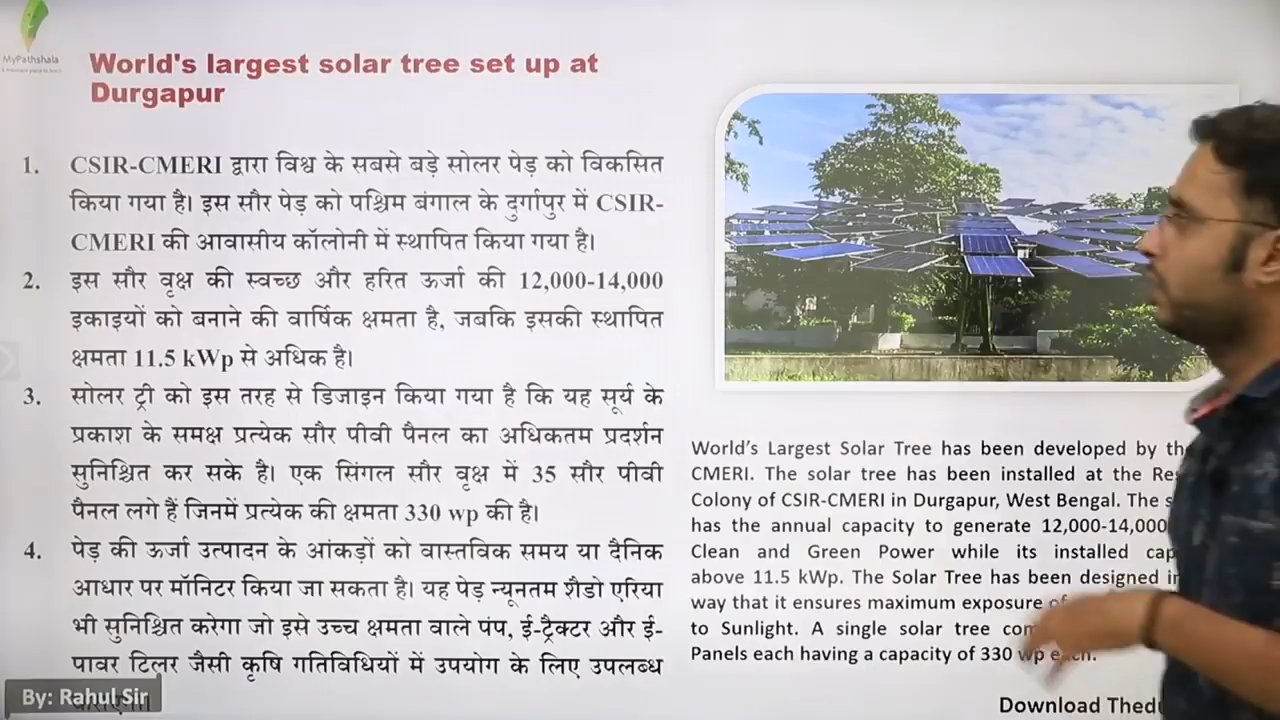 MyPathshala
World's largest solar tree set up at
Durgapur
1. CSIR-CMERI द्वारा विश्व के सबसे बड़े सोलर पेड़ को विकसित
किया गया है। इस सौर पेड़ को पश्चिम बंगाल के दुर्गापुर में CSIR-
CMERI की आवासीय कॉलोनी में स्थापित किया गया है।
2. इस सौर वृक्ष की स्वच्छ और हरित ऊर्जा की 12,000-14,000
इकाइयों को बनाने की वार्षिक क्षमता है, जबकि इसकी स्थापित
क्षमता 11.5 kWp से अधिक है।
3. सोलर ट्री को इस तरह से डिजाइन किया गया है कि यह सूर्य के
प्रकाश के समक्ष प्रत्येक सौर पीवी पैनल का अधिकतम प्रदर्शन
सुनिश्चित कर सके है। एक सिंगल सौर वृक्ष में 35 सौर पीवी
पैनल लगे हैं जिनमें प्रत्येक की क्षमता 330 wp की है।
4. पेड़ की ऊर्जा उत्पादन के आंकड़ों को वास्तविक समय या दैनिक
आधार पर मॉनिटर किया जा सकता है। यह पेड़ न्यूनतम शैडो एरिया
भी सुनिश्चित करेगा जो इसे उच्च क्षमता वाले पंप, ई-ट्रैक्टर और ई-
पावर टिलर जैसी कृषि गतिविधियों में उपयोग के लिए उपलब्ध
By: Rahul Sir
World's Largest Solar Tree has been developed by
CMERI. The solar tree has been installed at the
Colony of CSIR-CMERI in Durgapur, West Bengal. The
has the annual capacity to generate 12,000-14,000
Clean and Green Power while its installed
above 11.5 kWp. The Solar Tree has been designed
way that it ensures maximum exposure
to Sunlight. A single solar tree
Panels each having a capacity of 330 wp each.
Download